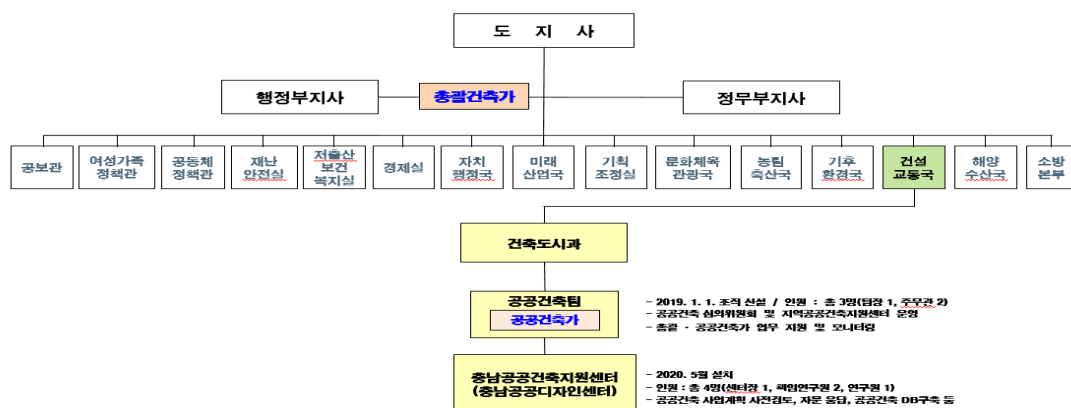 도 지 사
행정부지사
총괄건축가
정무부지사
공보관
여성가족
정책관
공동체
정책관
재난
안전실
저출산
보건
복지실
경제실
자치
행정국
미래
산업국
기획
조정실
문화체육
관광국
농림
축산국
기후
환경국
건설
교통국
해양
수산국
소방
본부
건축도시과
공공건축팀
공공건축가
- 2019. 1. 1. 조직 신설 / 인원 : 총 3명(팀장 1, 주무관 2)
- 공공건축 심의위원회 및 지역공공건축지원센터 운영
- 총괄 · 공공건축가 업무 지원 및 모니터링
충남공공건축지원센터
(충남공공디자인센터)
- 2020. 5월 설치
- 인원 : 총 4명(센터장 1, 책임연구원 2, 연구원 1)
- 공공건축 사업계획 사전검토, 자문 응답, 공공건축 DB구축 등